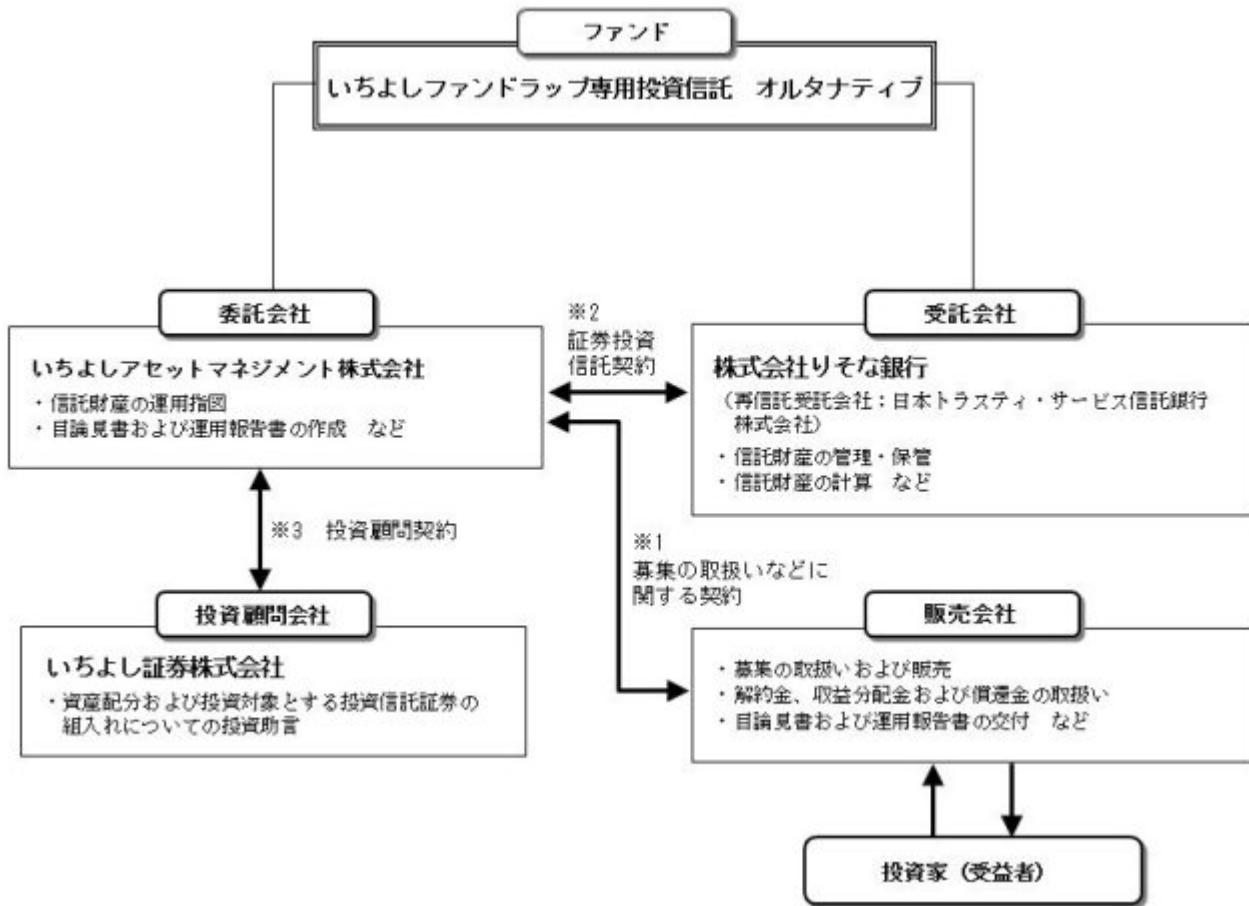 ファンド
いちよしファンドラップ専用投資信託　オルタナティブ
委託会社
いちよしアセットマネジメント株式会社
・信託財産の運用指図
・目論見書および運用報告書の作成　など
※2
証券投資
信託契約
受託会社
株式会社りそな銀行
（再信託受託会社：日本トラスティ・サービス信託銀行
株式会社）
・信託財産の管理・保管
・信託財産の計算　など
※3　投資顧問契約
※1
募集の取扱いなどに
関する契約
投資顧問会社
いちよし証券株式会社
・資産配分および投資対象とする投資信託証券の
組入れについての投資助言
販売会社
・募集の取扱いおよび販売
・解約金、収益分配金および償還金の取扱い
・目論見書および運用報告書の交付　など
投資家（受益者）